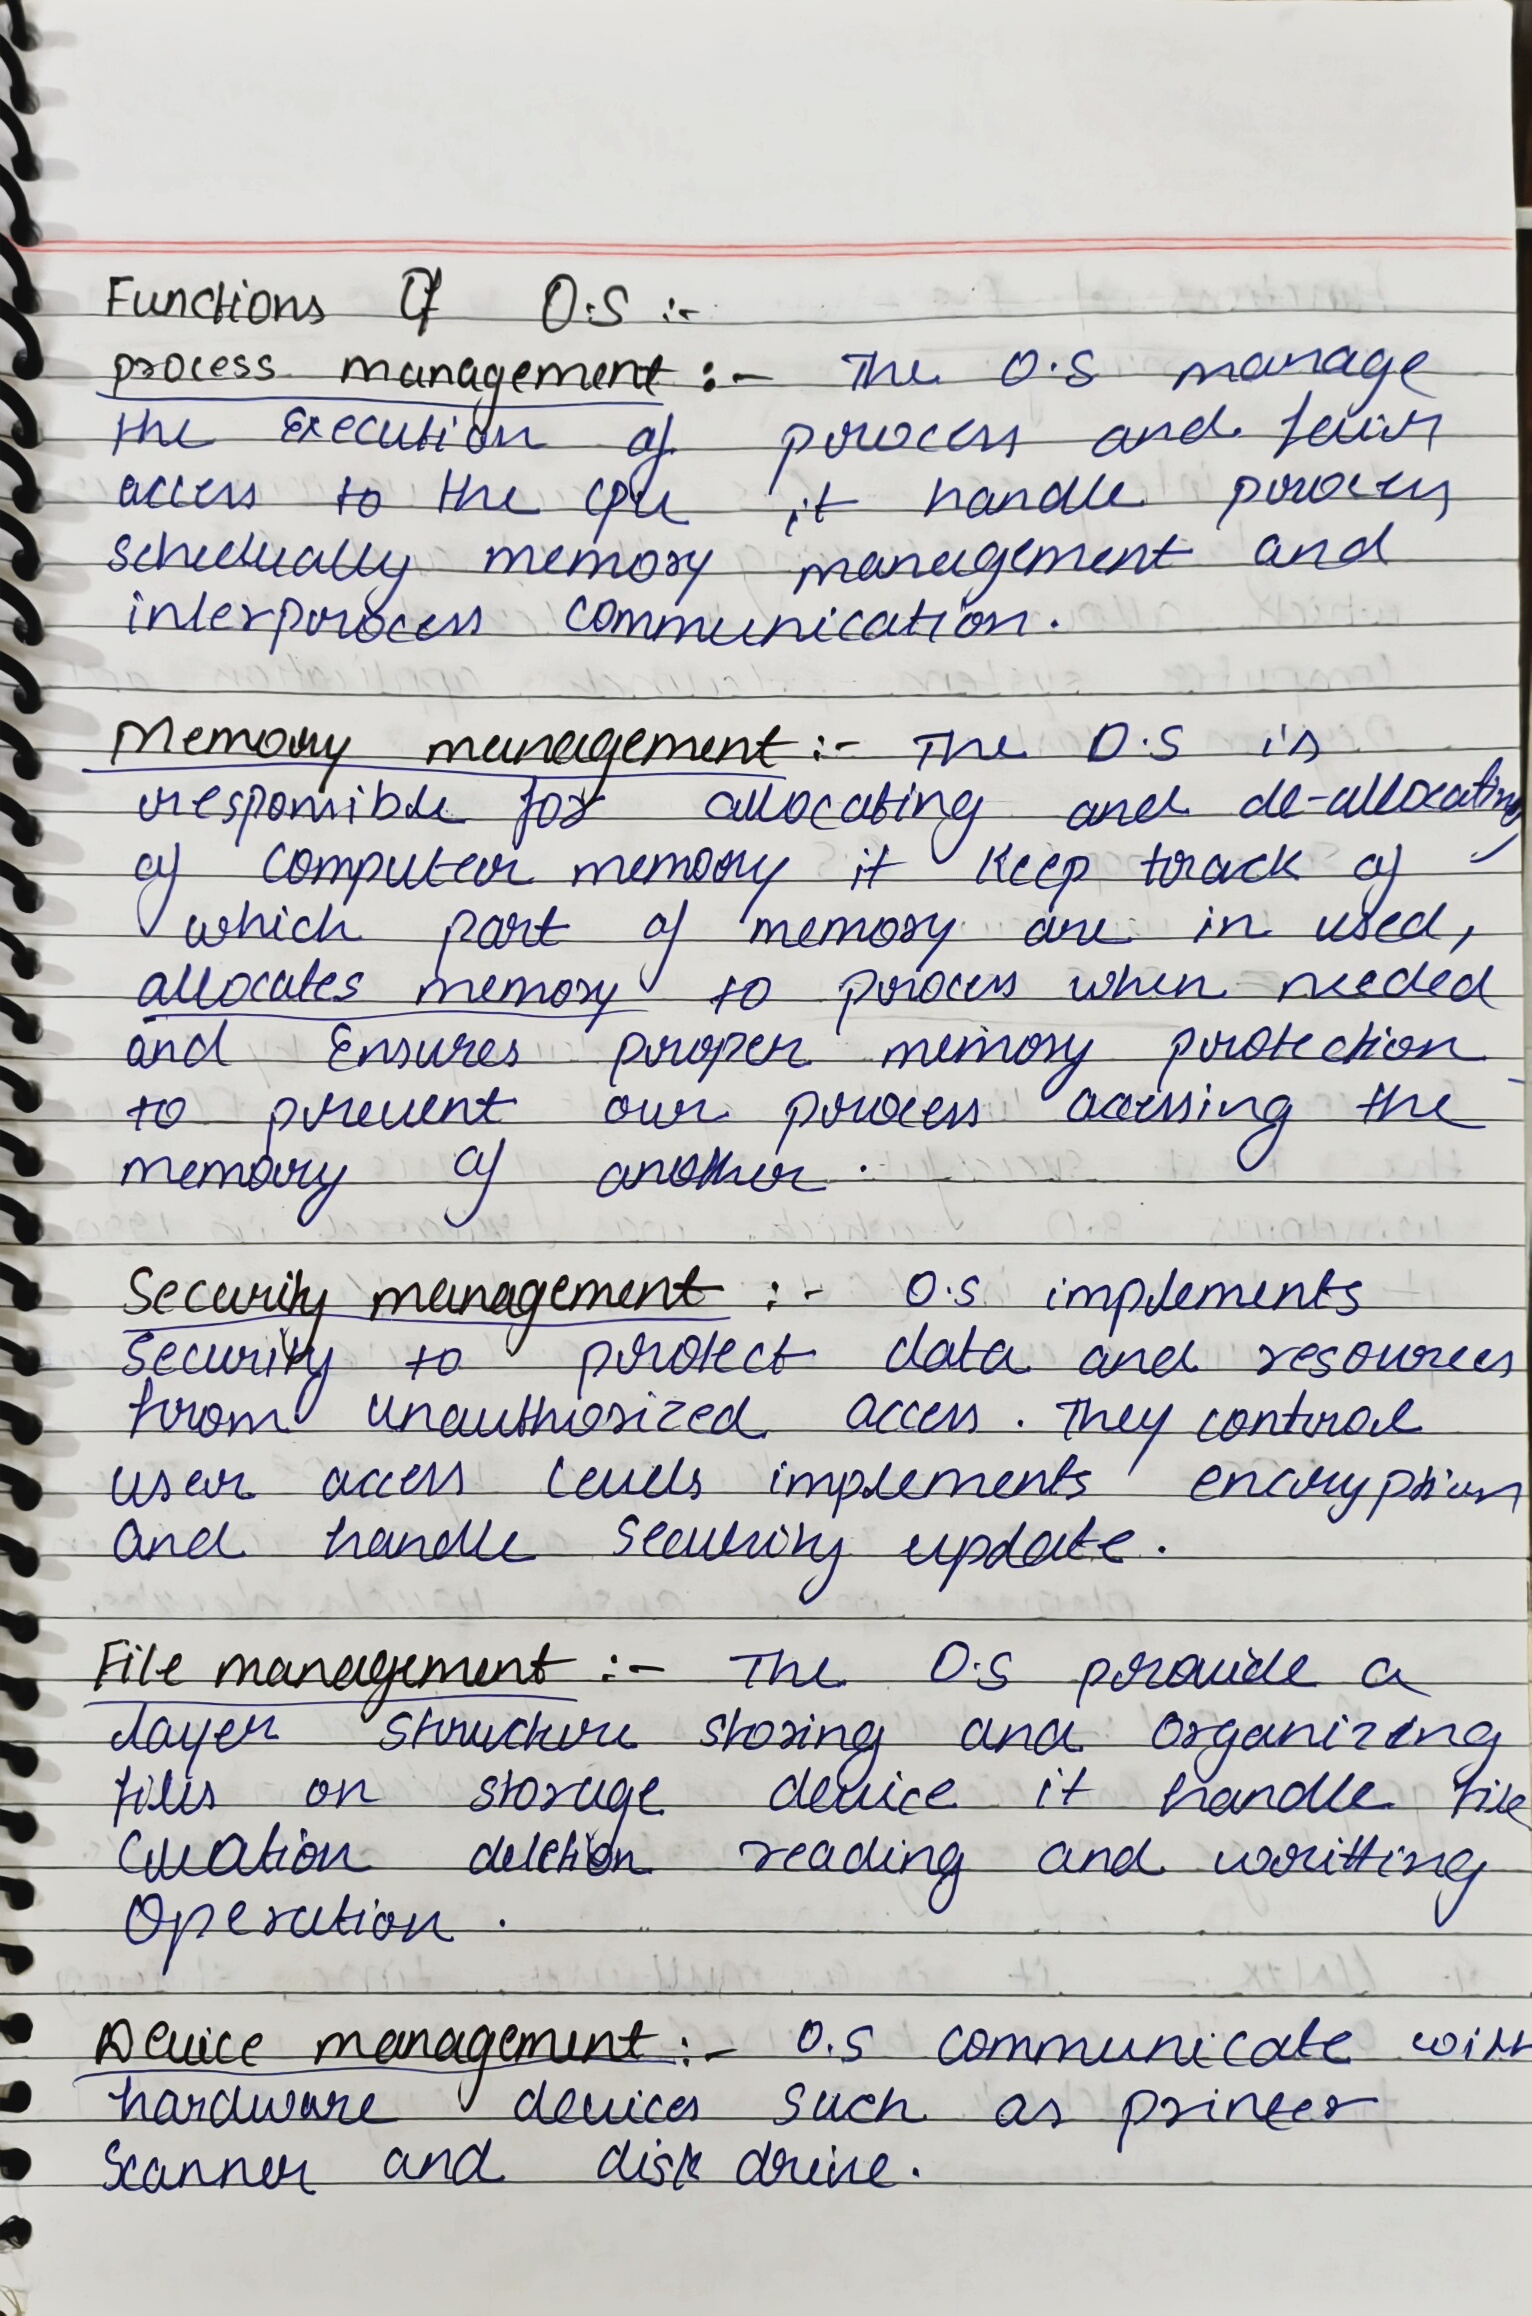 Functions Of O.S :-
process management :- The O.S manage
the Execution of process and fair
access to the cpu it handle process
schedually memory management and
interprocess communication.
Memory management :- The O.S is
responsible for allocating and de-allocating
of computer memory it keep track of
which part of memory are in used,
allocates memory to process when needed
and Ensures proper memory protection
to prevent our process accessing the
memory of another.
Security management :- O.S implements
Security to protect data and resources
from unauthorized access. They control
user access levels implements encryption
and handle security update.
File management :- The O.S provide a
layer structure storing and organizing
files on storage device it handle file
creation deletion reading and writting
Operation.
Device management :- O.S communicate with
hardware devices such as printer
Scanner and disk drive.